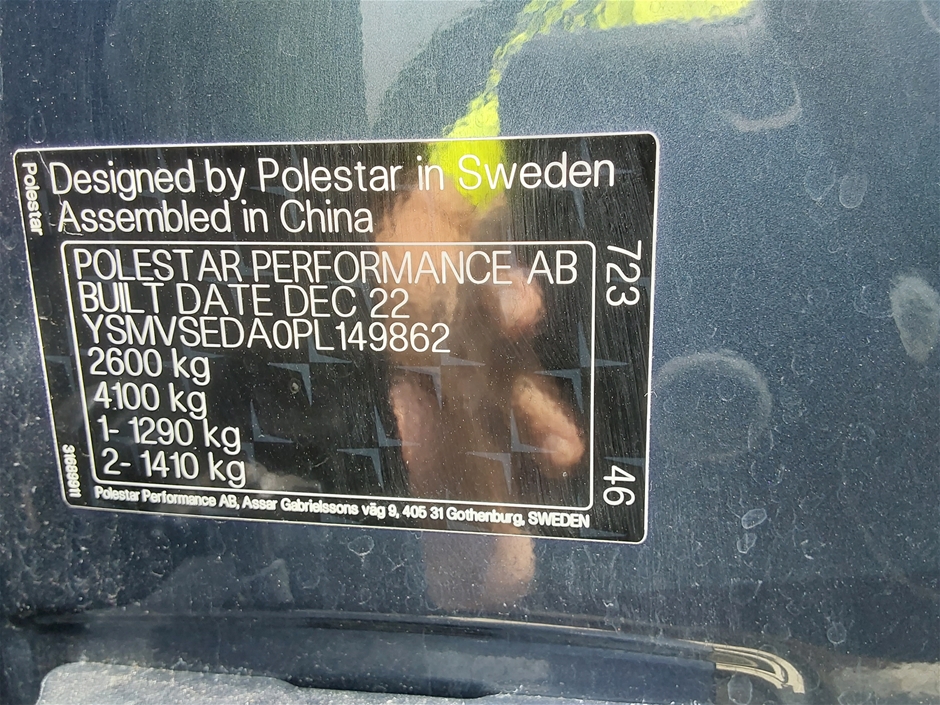 Polestar
Designed by Polestar in Sweden
Assembled in China
POLESTAR PERFORMANCE AB
BUILT DATE DEC 22
YSMVSEDA0PL149862
2600 kg
4100 kg
1- 1290 kg
2- 1410 kg
723
46
31689911
Polestar Performance AB, Assar Gabrielssons väg 9, 405 31 Gothenburg, SWEDEN